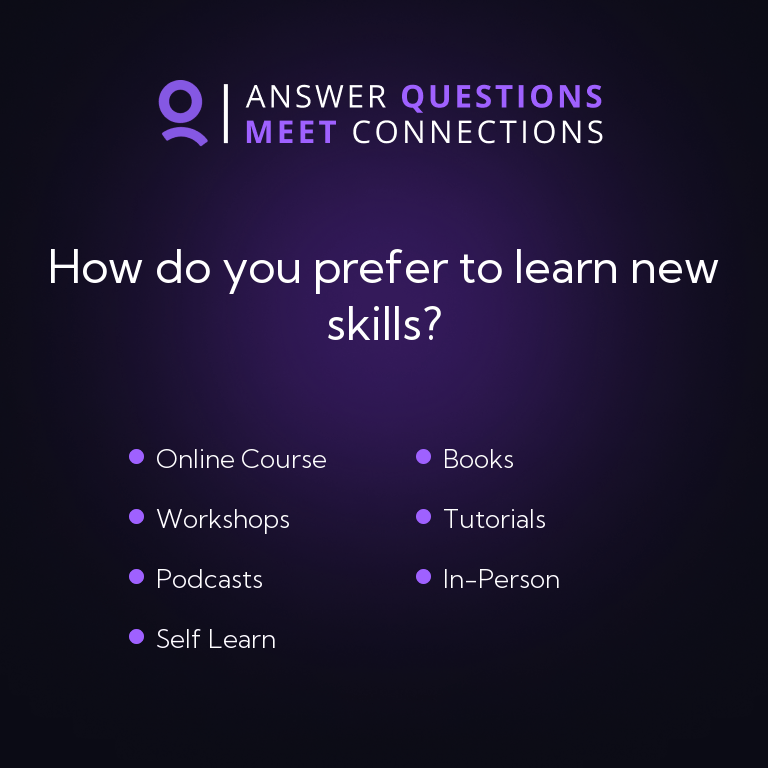 ANSWER QUESTIONS
MEET CONNECTIONS
How do you prefer to learn new
skills?
Online Course
Workshops
Podcasts
Self Learn
Books
Tutorials
In-Person